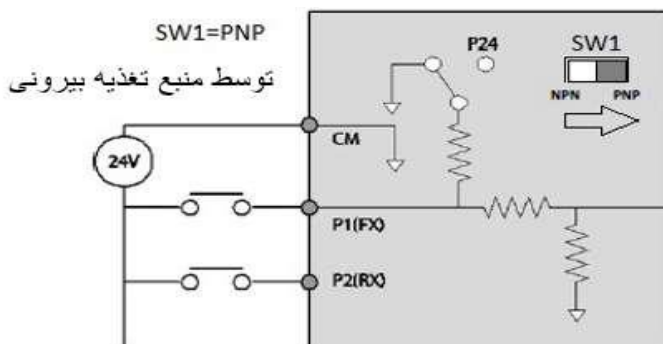 SW1=PNP
توسط منبع تغذیه بیرونی
P24
SW1
NPN PNP
CM
24V
P1(FX)
P2(RX)